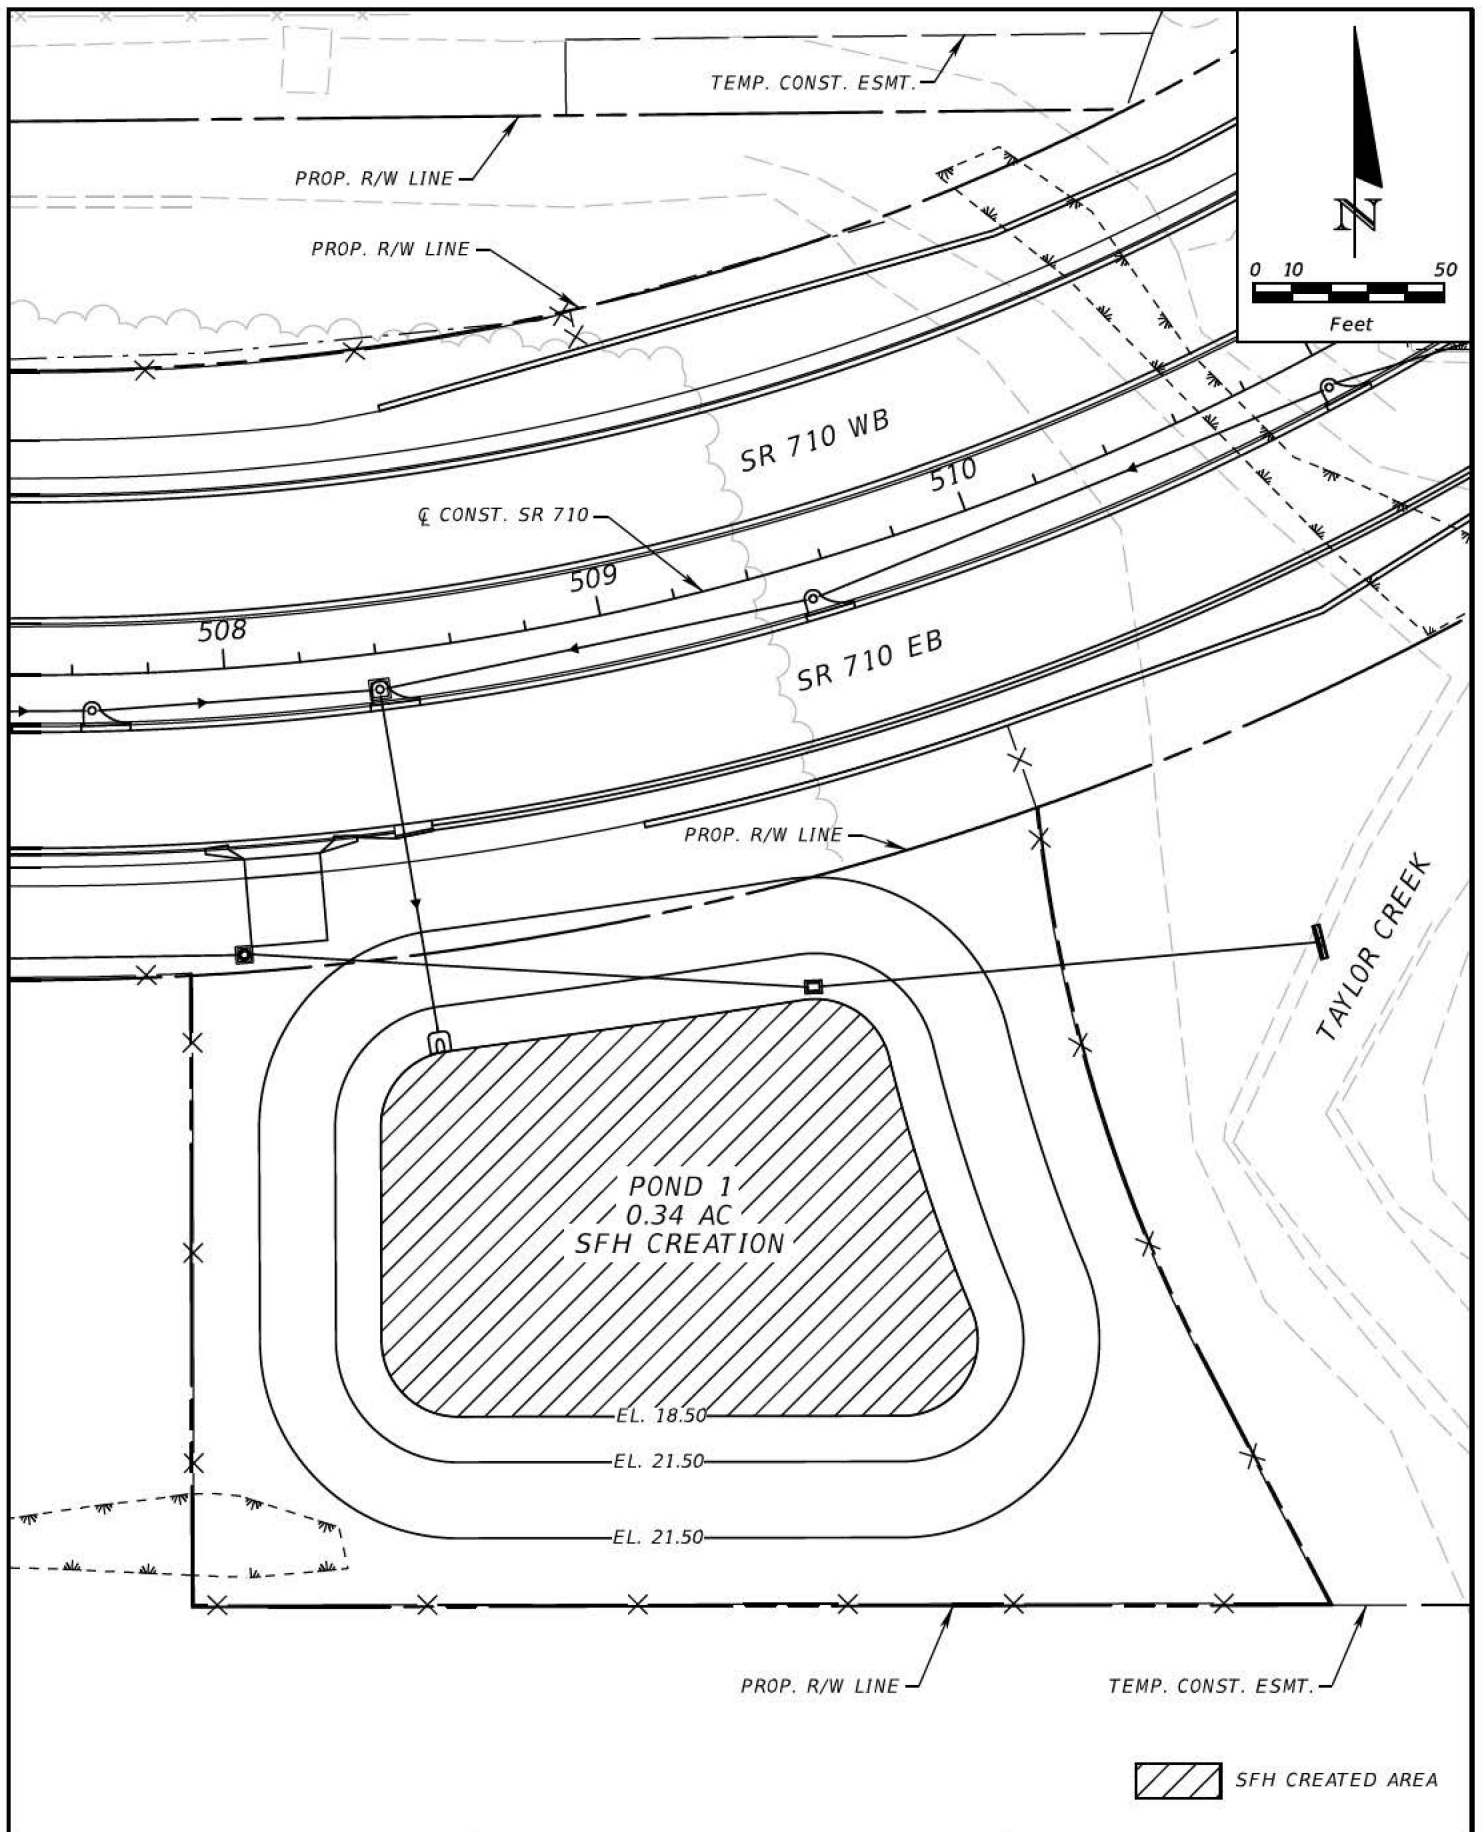 TEMP. CONST. ESMT.
PROP. R/W LINE
PROP. R/W LINE
N
0 10 50
Feet
SR 710 WB
510
℄ CONST. SR 710
509
508
SR 710 EB
PROP. R/W LINE
TAYLOR CREEK
POND 1
0.34 AC
SFH CREATION
EL. 18.50
EL. 21.50
EL. 21.50
PROP. R/W LINE
TEMP. CONST. ESMT.
SFH CREATED AREA